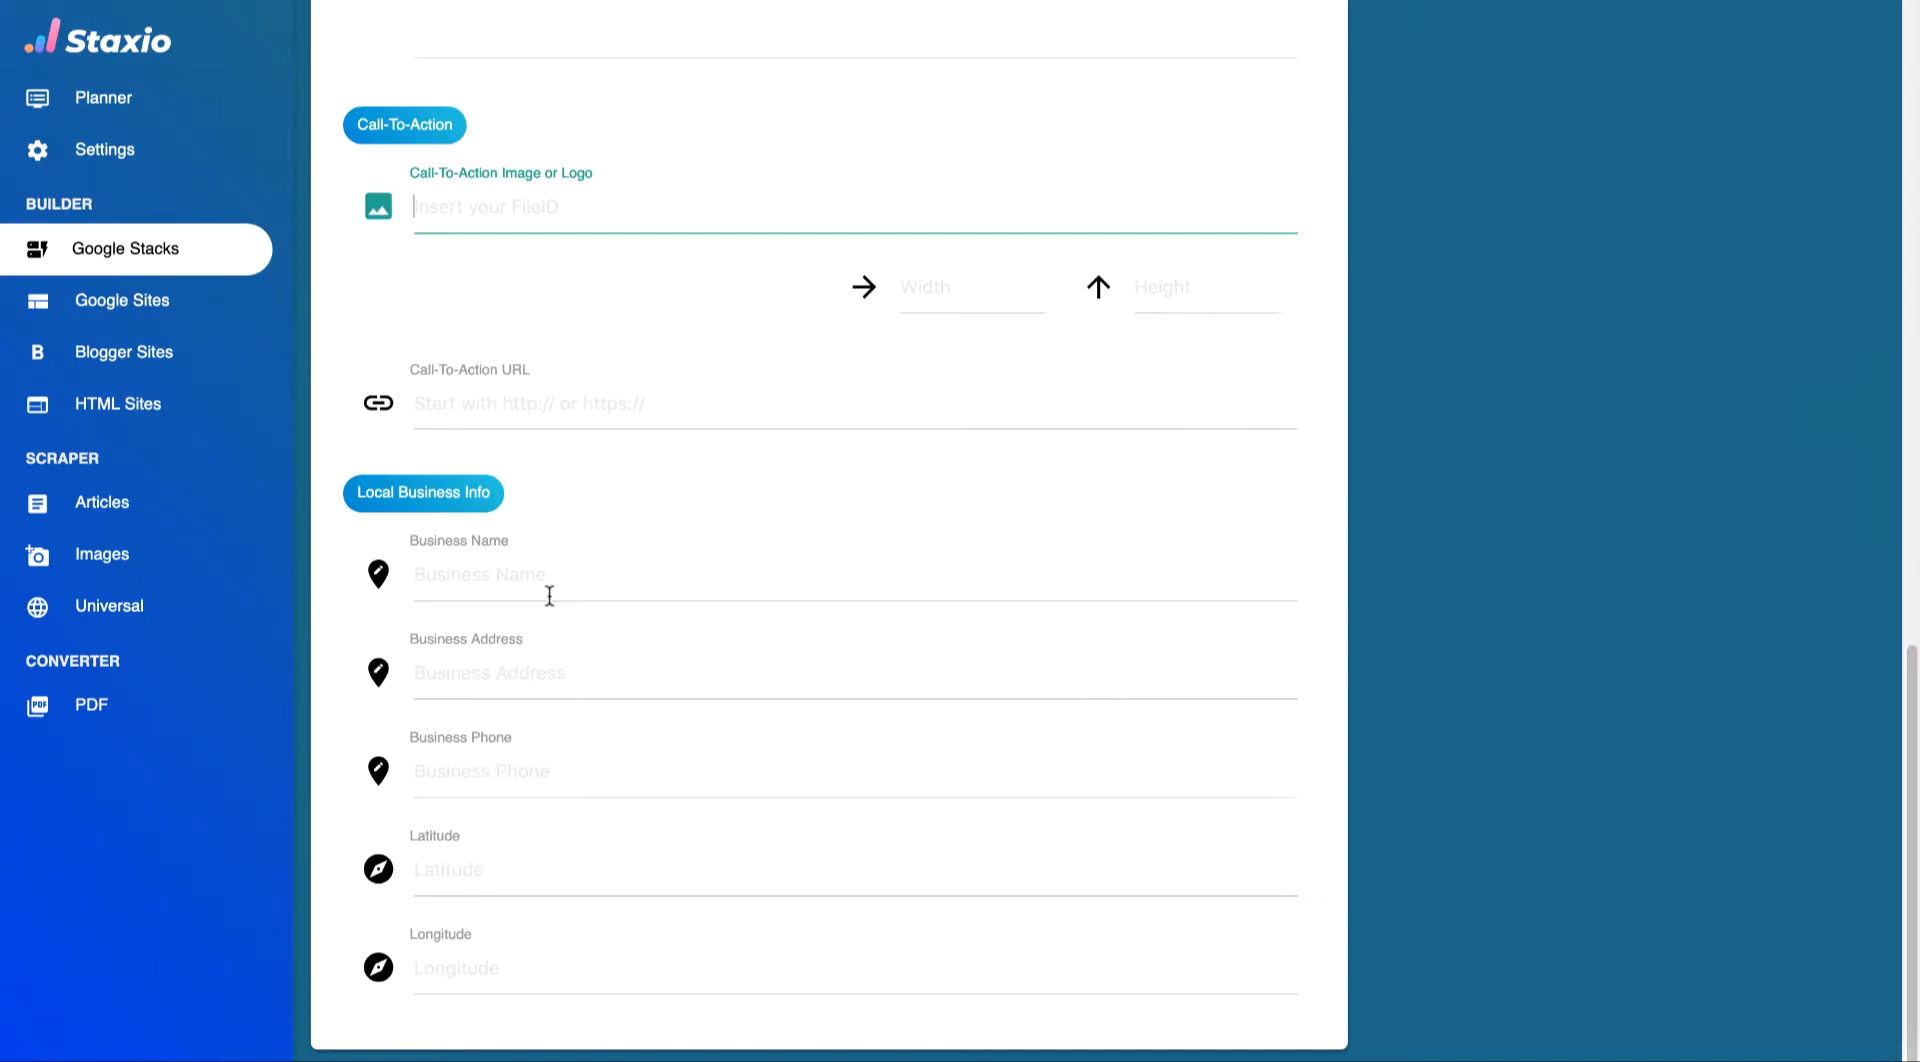 Staxio
Planner
Settings
BUILDER
Google Stacks
Google Sites
B
Blogger Sites
HTML Sites
SCRAPER
Articles
Images
Universal
CONVERTER
PDF
PDF
Call-To-Action
Call-To-Action Image or Logo
Insert your FileID
Width
Height
Call-To-Action URL
Start with http:// or https://
Local Business Info
Business Name
Business Name
Business Address
Business Address
Business Phone
Business Phone
Latitude
Latitude
Longitude
Longitude